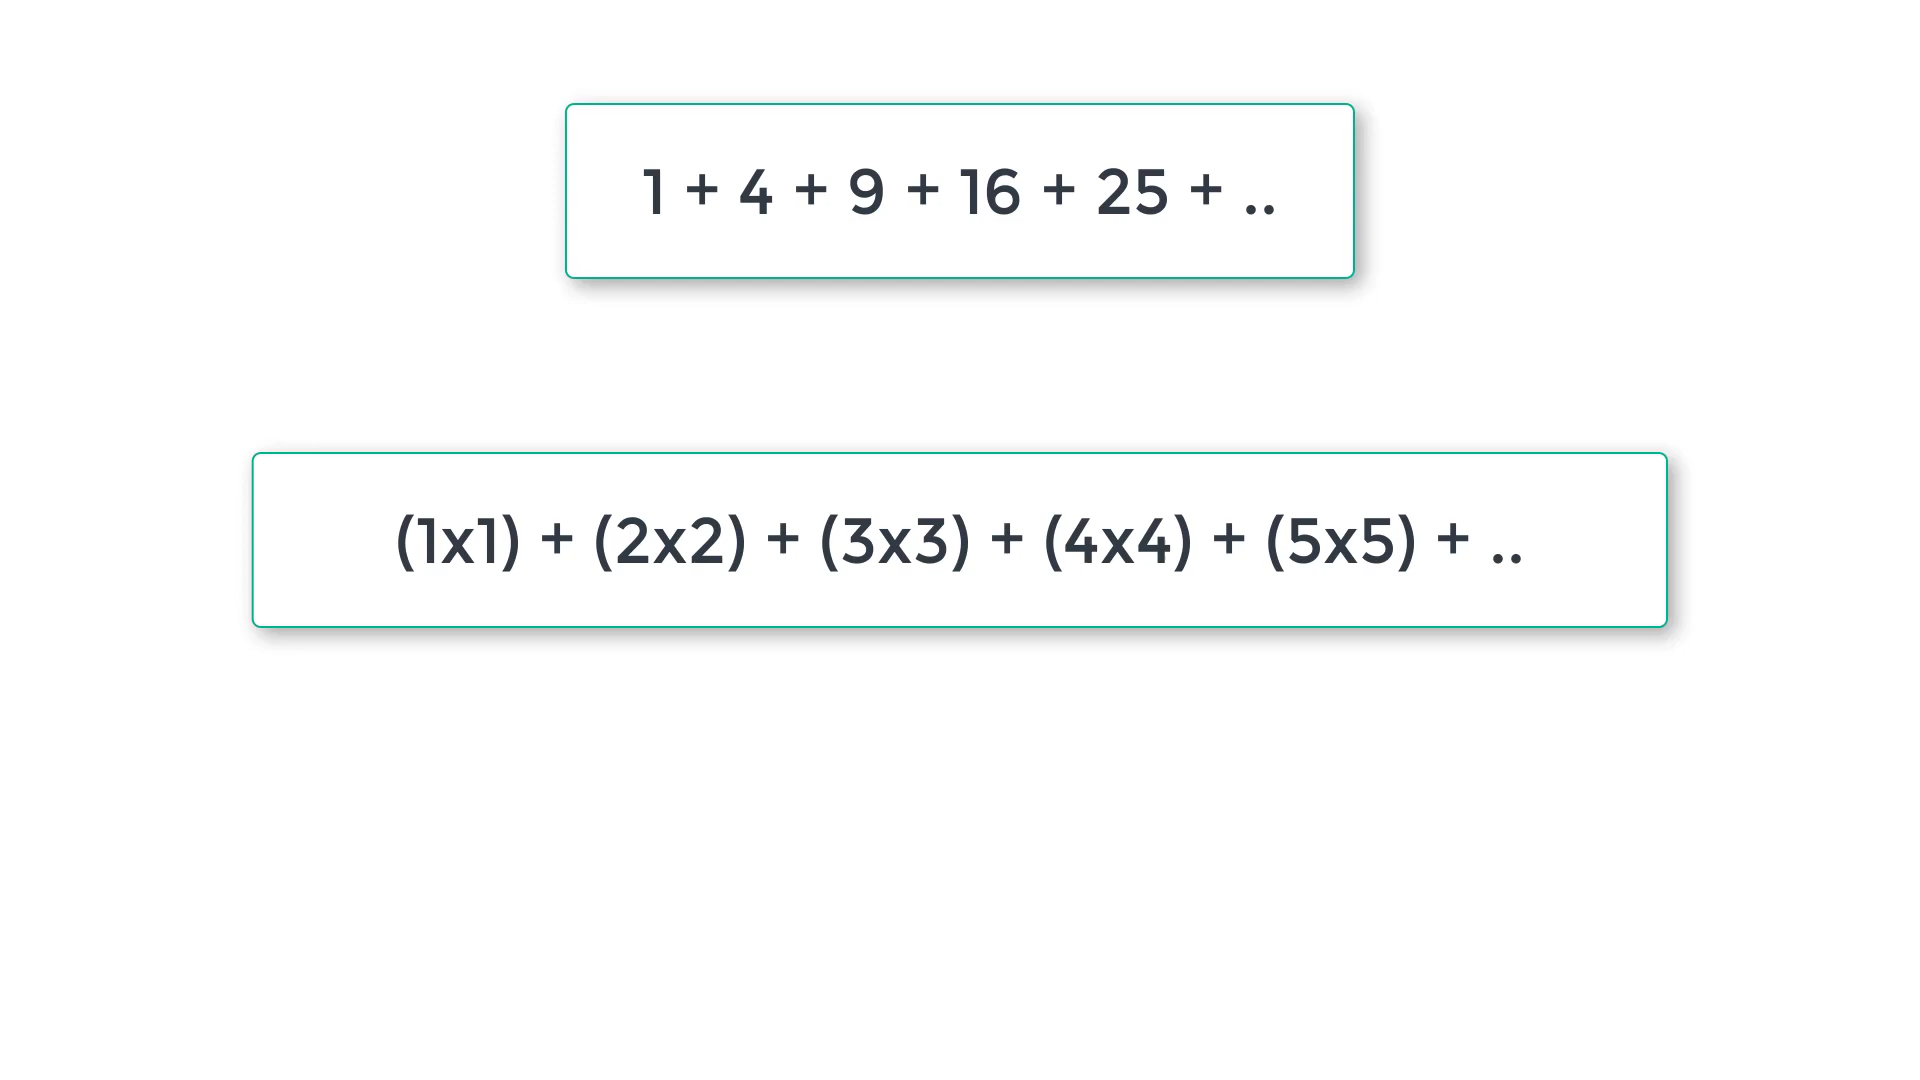 1 + 4 + 9 + 16 + 25 + ..
(1x1) + (2x2) + (3x3) + (4x4) + (5x5) + ..